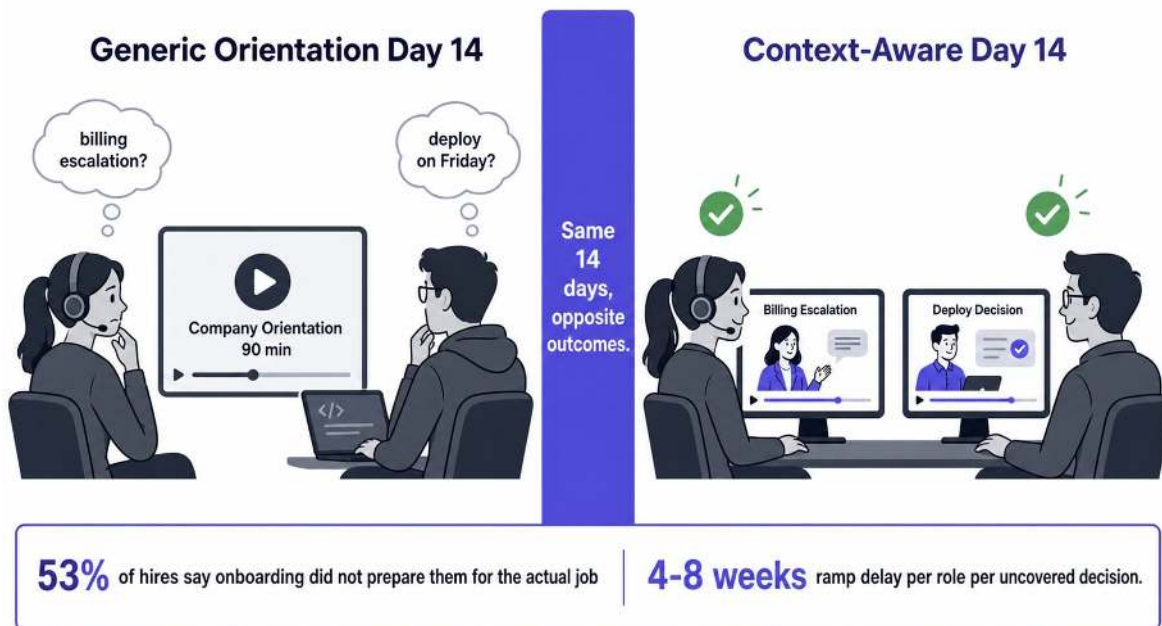 Generic Orientation Day 14
billing
escalation?
deploy
on Friday?
Company Orientation
90 min
</>
Same
14
days,
opposite
outcomes.
Context-Aware Day 14
Billing Escalation
Deploy Decision
53% of hires say onboarding did not prepare them for the actual job
4-8 weeks ramp delay per role per uncovered decision.